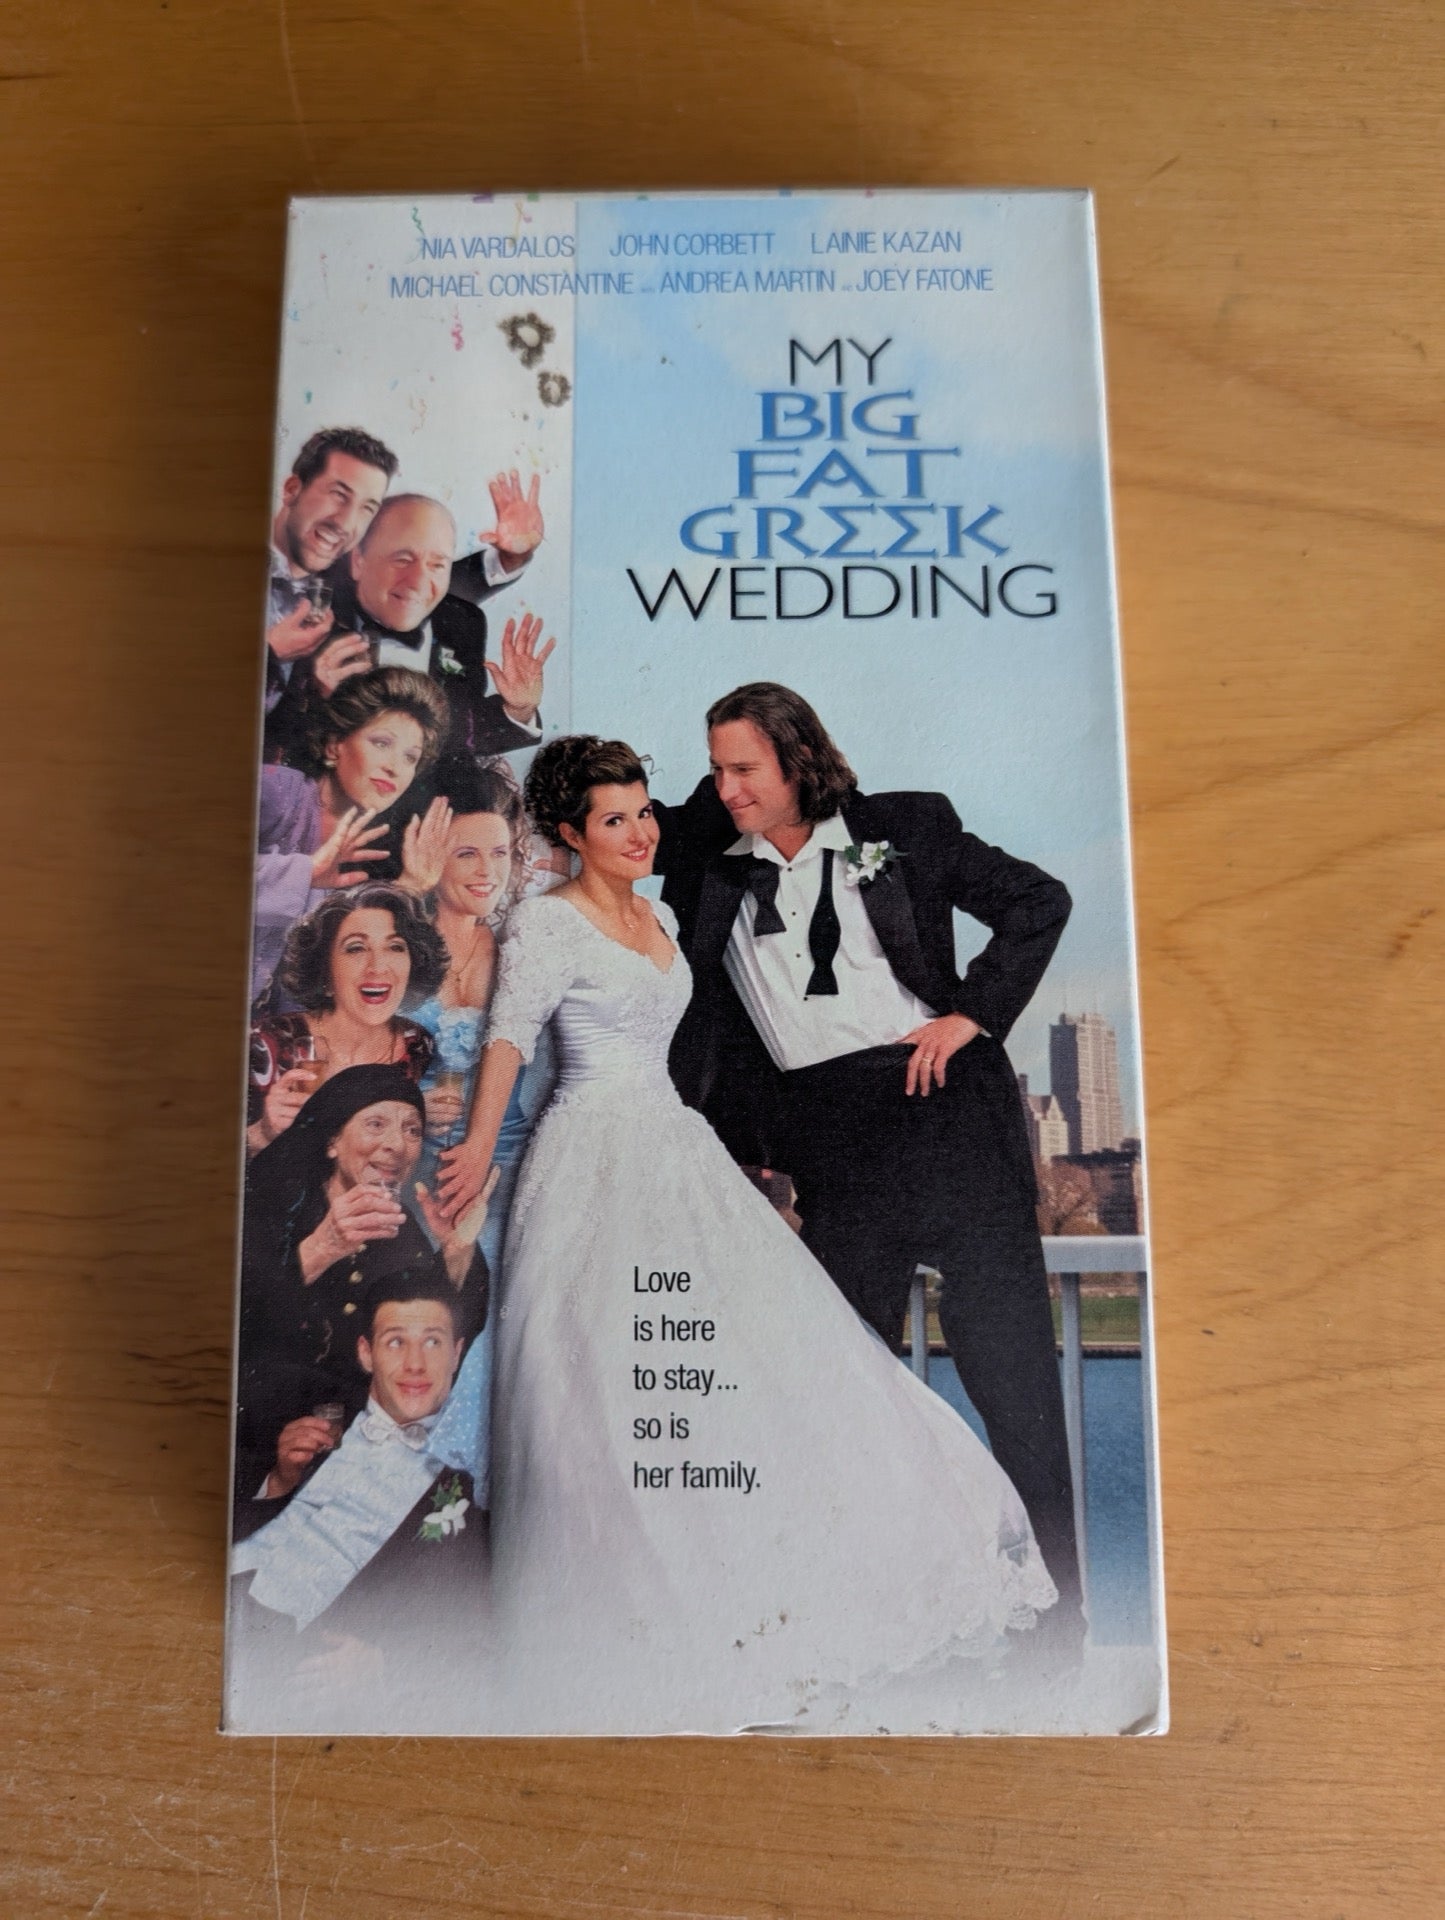 NIA VARDALOS JOHN CORBETT LAINIE KAZAN
MICHAEL CONSTANTINE ANDREA MARTIN JOEY FATONE
MY
BIG
FAT
GRΣΣK
WEDDING
Love
is here
to stay...
so is
her family.